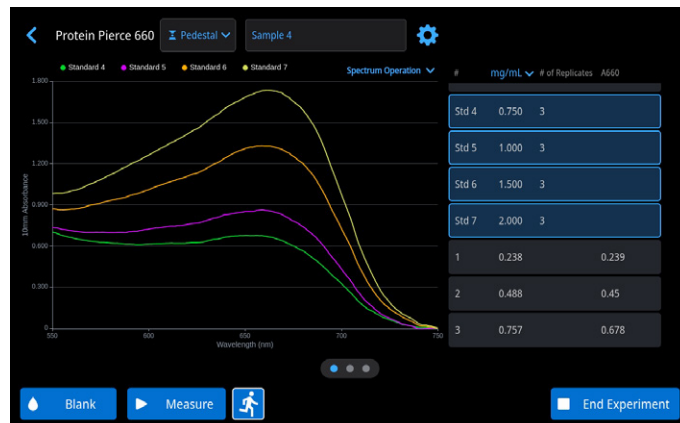 Protein Pierce 660 Pedestal Sample 4
Standard 4 Standard 5 Standard 6 Standard 7
Spectrum Operation
# mg/mL # of Replicates A660
Std 4 0.750 3
Std 5 1.000 3
Std 6 1.500 3
Std 7 2.000 3
1 0.238 0.239
2 0.488 0.45
3 0.757 0.678
10mm Absorbance
1.800
1.500
1.200
0.900
0.600
0.300
0
550 600 650 700 750
Wavelength (nm)
Blank Measure End Experiment